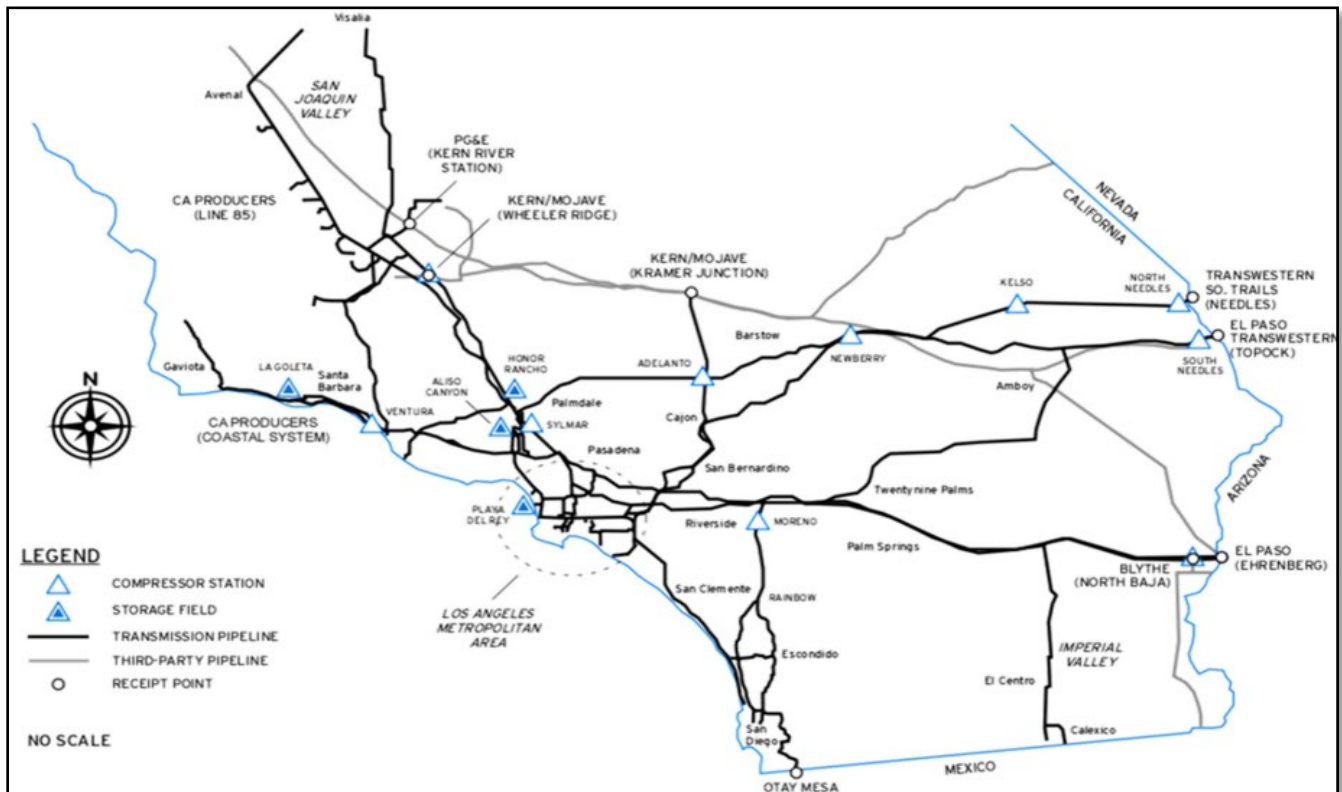 Visalia
Avenal
SAN
JOAQUIN
VALLEY
PG&E
(KERN RIVER
STATION)
CA PRODUCERS
(LINE 85)
KERN/MOJAVE
(WHEELER RIDGE)
KERN/MOJAVE
(KRAMER JUNCTION)
NEVADA
CALIFORNIA
KELSO
NORTH
NEEDLES
TRANSWESTERN
SO. TRAILS
(NEEDLES)
EL PASO
TRANSWESTERN
(TOPOCK)
SOUTH
NEEDLES
Barstow
NEWBERRY
ADELANTO
Amboy
Gaviota
LA GOLETA
Santa
Barbara
HONOR
RANCHO
ALISO
CANYON
Palmdale
Cajon
VENTURA
SYLMAR
CA PRODUCERS
(COASTAL SYSTEM)
N
Pasadena
San Bernardino
Twentynine Palms
ARIZONA
PLAYA
DEL REY
Riverside
MORENO
Palm Springs
EL PASO
(EHRENBERG)
BLYTHE
(NORTH BAJA)
LEGEND
COMPRESSOR STATION
STORAGE FIELD
TRANSMISSION PIPELINE
THIRD-PARTY PIPELINE
RECEIPT POINT
NO SCALE
LOS ANGELES
METROPOLITAN
AREA
San Clemente
RAINBOW
Escondido
IMPERIAL
VALLEY
El Centro
Calexico
San
Diego
MEXICO
OTAY MESA